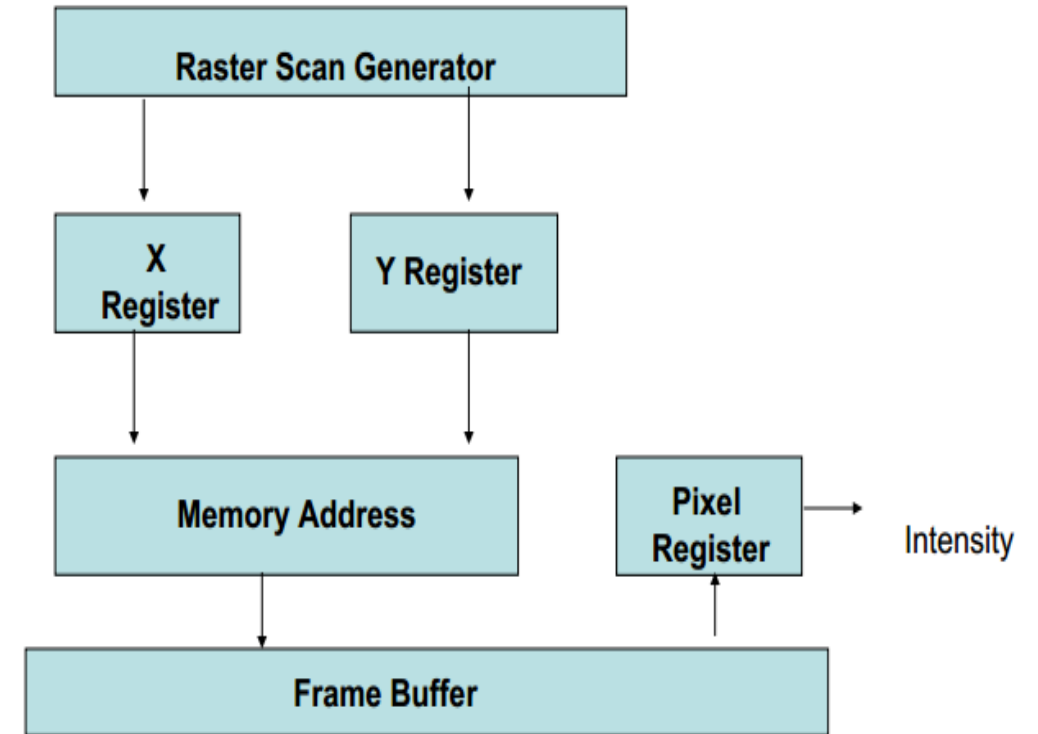 Raster Scan Generator
X
Register
Y Register
Memory Address
Pixel
Register
Intensity
Frame Buffer